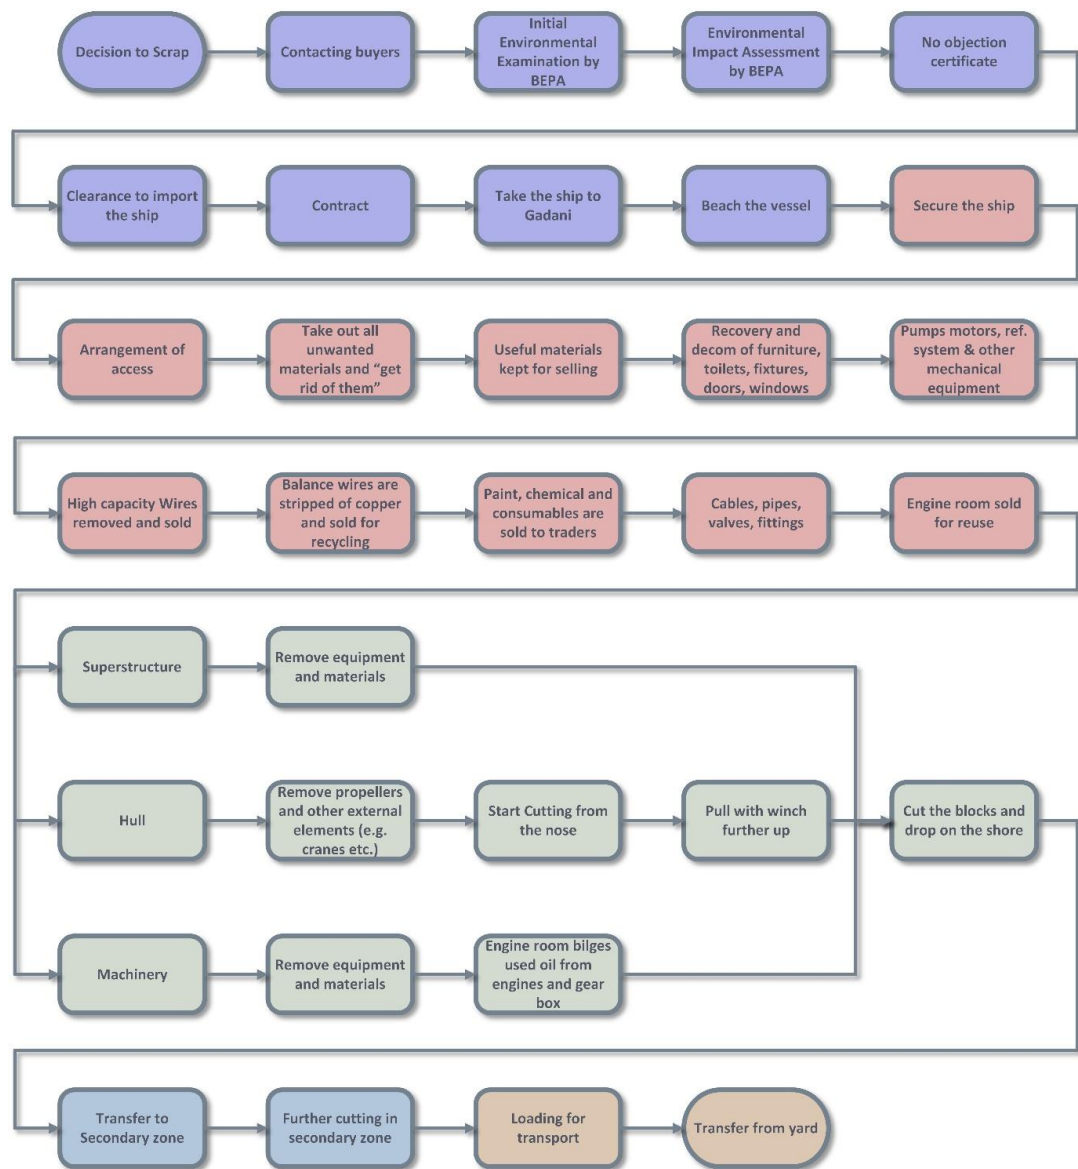 Decision to Scrap
Contacting buyers
Initial
Environmental
Examination by
BEPA
Environmental
Impact Assessment
by BEPA
No objection
certificate
Clearance to import
the ship
Contract
Take the ship to
Gadani
Beach the vessel
Secure the ship
Arrangement of
access
Take out all
unwanted
materials and “get
rid of them”
Useful materials
kept for selling
Recovery and
decom of furniture,
toilets, fixtures,
doors, windows
Pumps motors, ref.
system & other
mechanical
equipment
High capacity Wires
removed and sold
Balance wires are
stripped of copper
and sold for
recycling
Paint, chemical and
consumables are
sold to traders
Cables, pipes,
valves, fittings
Engine room sold
for reuse
Superstructure
Remove equipment
and materials
Hull
Remove propellers
and other external
elements (e.g.
cranes etc.)
Start Cutting from
the nose
Pull with winch
further up
Cut the blocks and
drop on the shore
Machinery
Remove equipment
and materials
Engine room bilges
used oil from
engines and gear
box
Transfer to
Secondary zone
Further cutting in
secondary zone
Loading for
transport
Transfer from yard